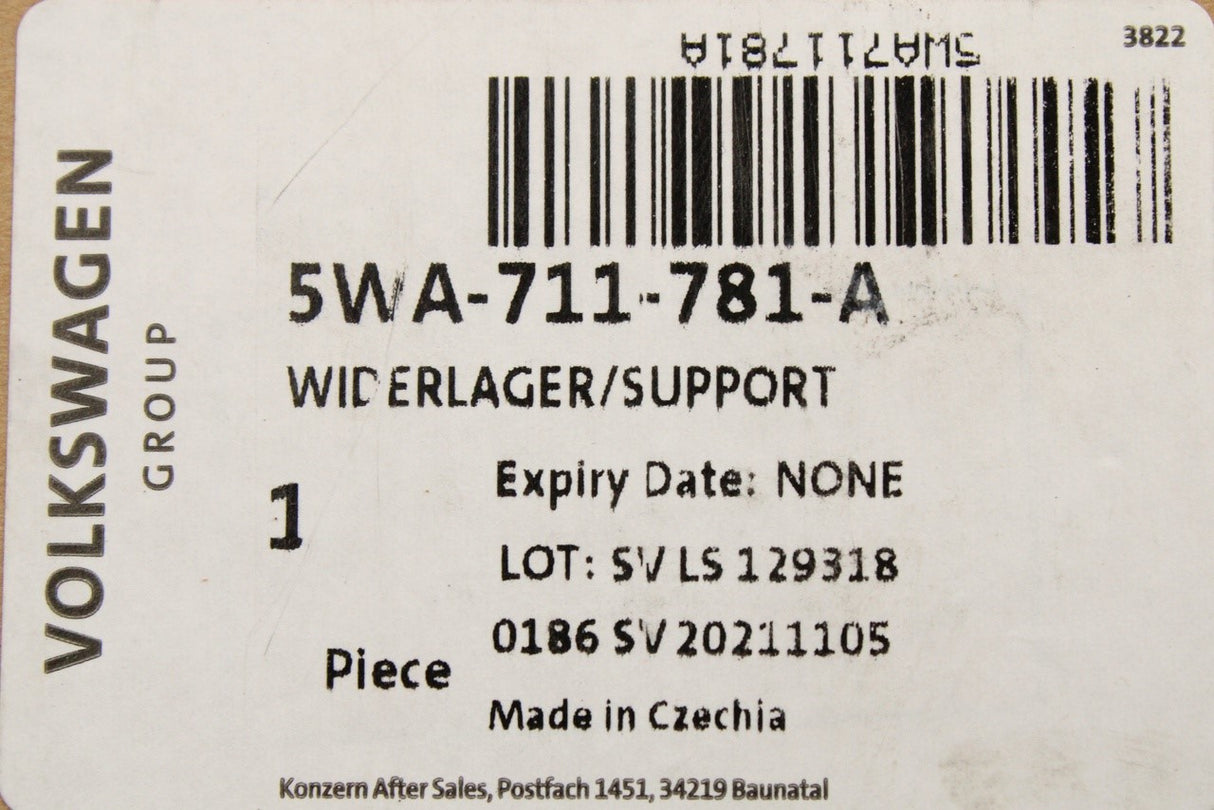 3822
5WA711781A
VOLKSWAGEN
GROUP
5WA-711-781-A
WIDERLAGER/SUPPORT
1
Piece
Expiry Date: NONE
LOT: SV LS 129318
0186 SV 20211105
Made in Czechia
Konzern After Sales, Postfach 1451, 34219 Baunatal